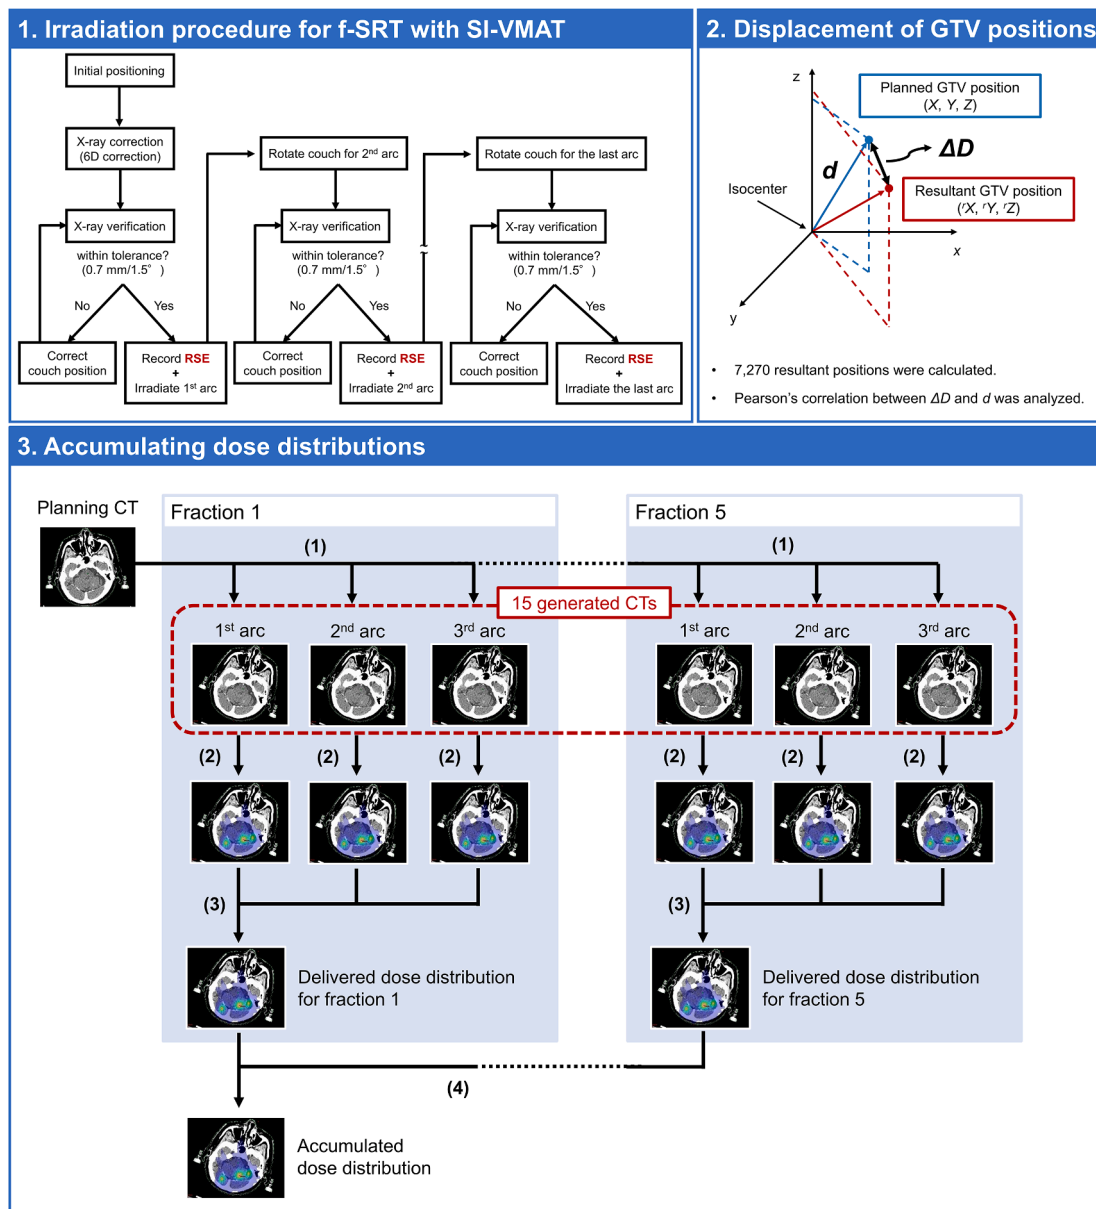 1. Irradiation procedure for f-SRT with SI-VMAT
Initial positioning
X-ray correction
(6D correction)
X-ray verification
within tolerance?
(0.7 mm/1.5°)
No
Yes
Correct
couch position
Record RSE
+
Irradiate 1st arc
Rotate couch for 2nd arc
X-ray verification
within tolerance?
(0.7 mm/1.5°)
No
Yes
Correct
couch position
Record RSE
+
Irradiate 2nd arc
Rotate couch for the last arc
X-ray verification
within tolerance?
(0.7 mm/1.5°)
No
Yes
Correct
couch position
Record RSE
+
Irradiate the last arc
2. Displacement of GTV positions
z
Planned GTV position
(X, Y, Z)
d
ΔD
Isocenter
Resultant GTV position
(rX, rY, rZ)
x
y
• 7,270 resultant positions were calculated.
• Pearson's correlation between ΔD and d was analyzed.
3. Accumulating dose distributions
Planning CT
Fraction 1
Fraction 5
(1)
(1)
15 generated CTs
1st arc
2nd arc
3rd arc
1st arc
2nd arc
3rd arc
(2)
(2)
(2)
(2)
(2)
(2)
(3)
(3)
Delivered dose distribution
for fraction 1
Delivered dose distribution
for fraction 5
(4)
Accumulated
dose distribution